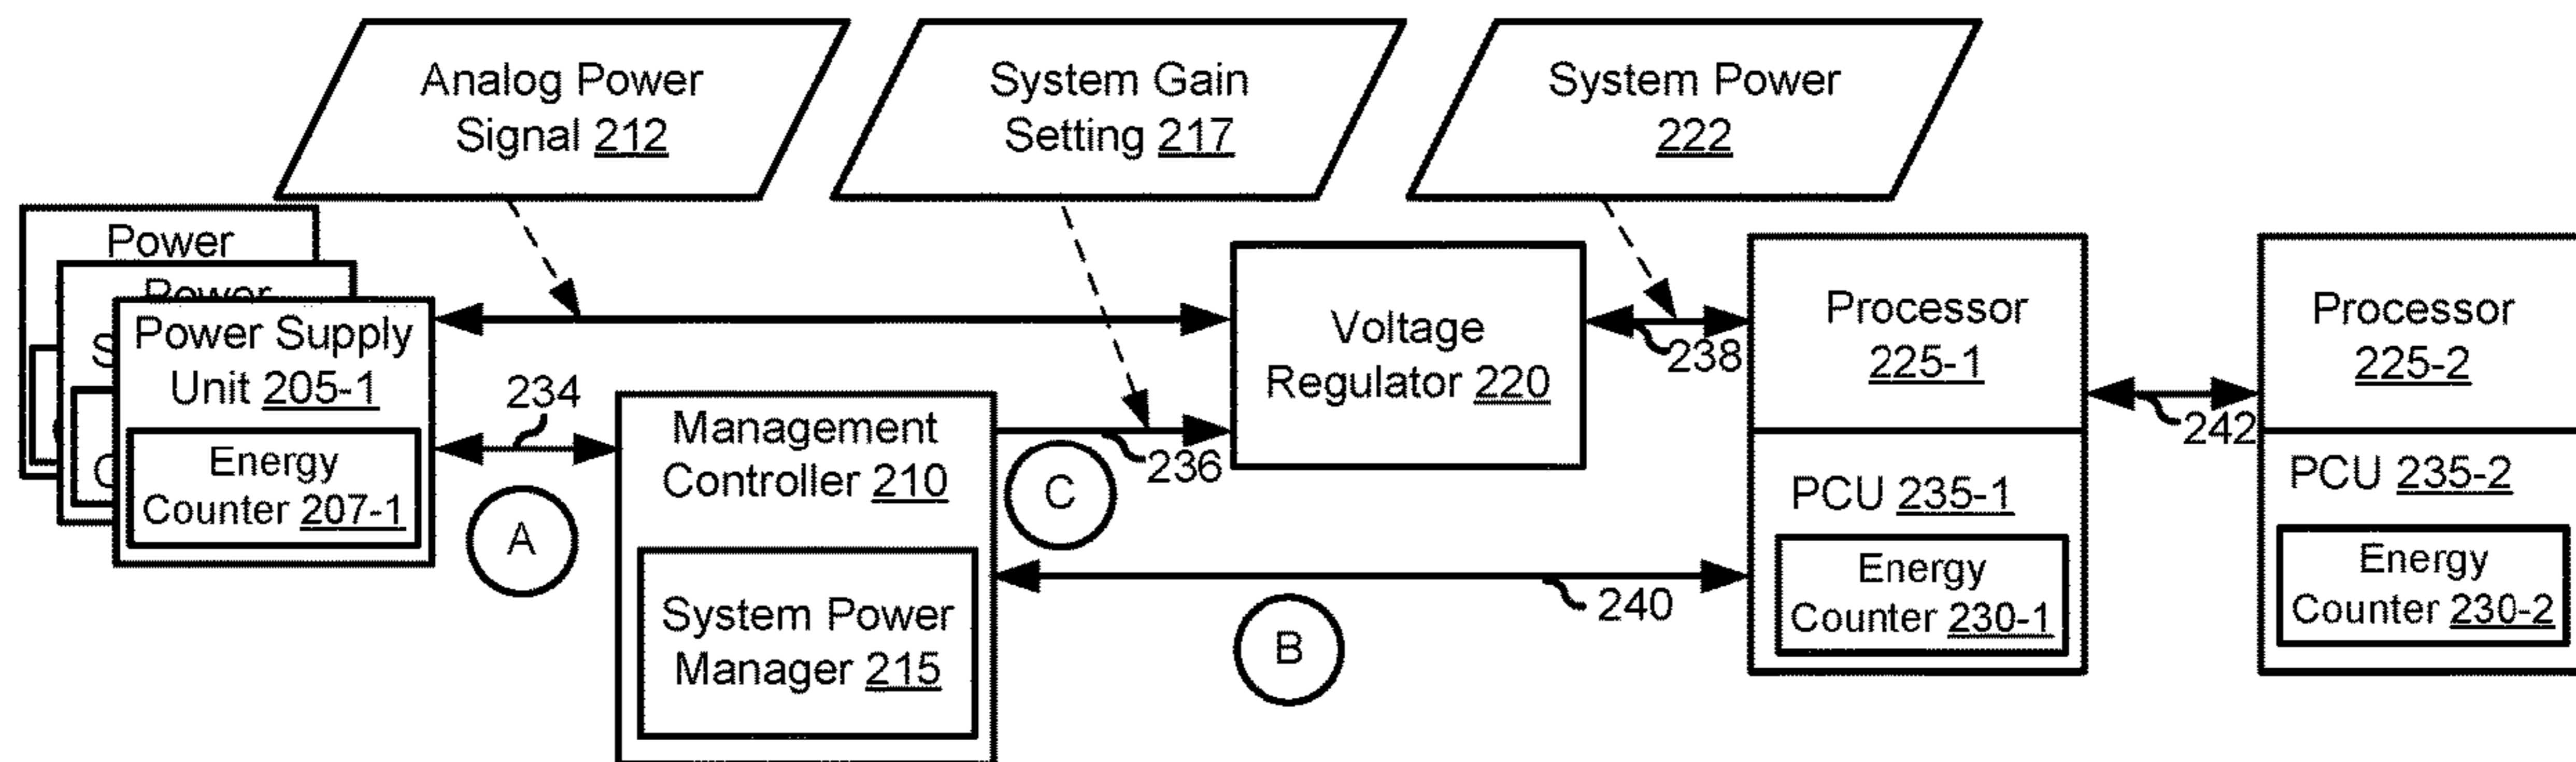 Analog Power
Signal 212
System Gain
Setting 217
System Power
222
Power
Power
S
C
Power Supply
Unit 205-1
Energy
Counter 207-1
234
A
Management
Controller 210
System Power
Manager 215
C
236
Voltage
Regulator 220
238
B
240
Processor
225-1
PCU 235-1
Energy
Counter 230-1
242
Processor
225-2
PCU 235-2
Energy
Counter 230-2